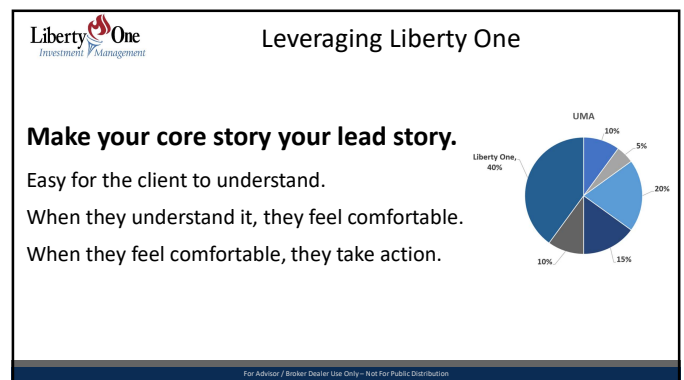 Liberty One
Investment Management
Leveraging Liberty One
Make your core story your lead story.
Easy for the client to understand.
When they understand it, they feel comfortable.
When they feel comfortable, they take action.
UMA
10%
5%
20%
15%
10%
Liberty One,
40%
For Advisor / Broker Dealer Use Only – Not For Public Distribution